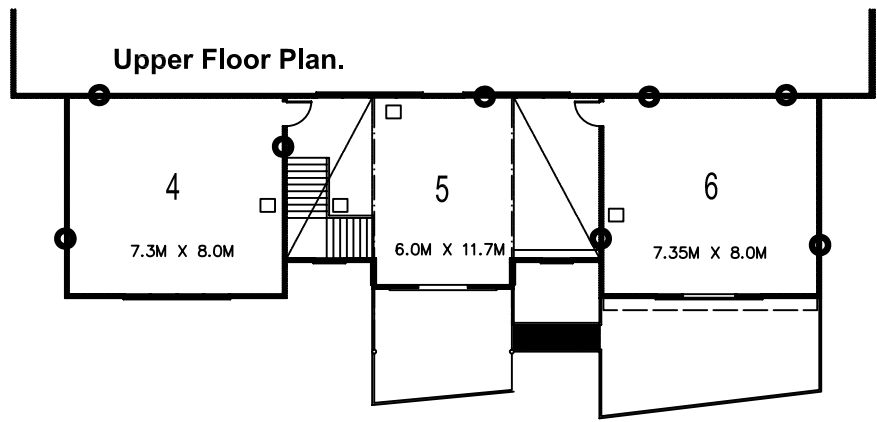 Upper Floor Plan.
4
7.3M X 8.0M
5
6.0M X 11.7M
6
7.35M X 8.0M